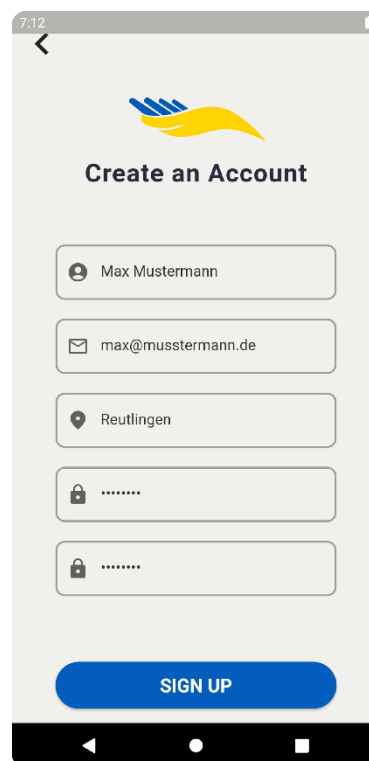 7:12
Create an Account
Max Mustermann
max@musstermann.de
Reutlingen
••••••••
••••••••
SIGN UP